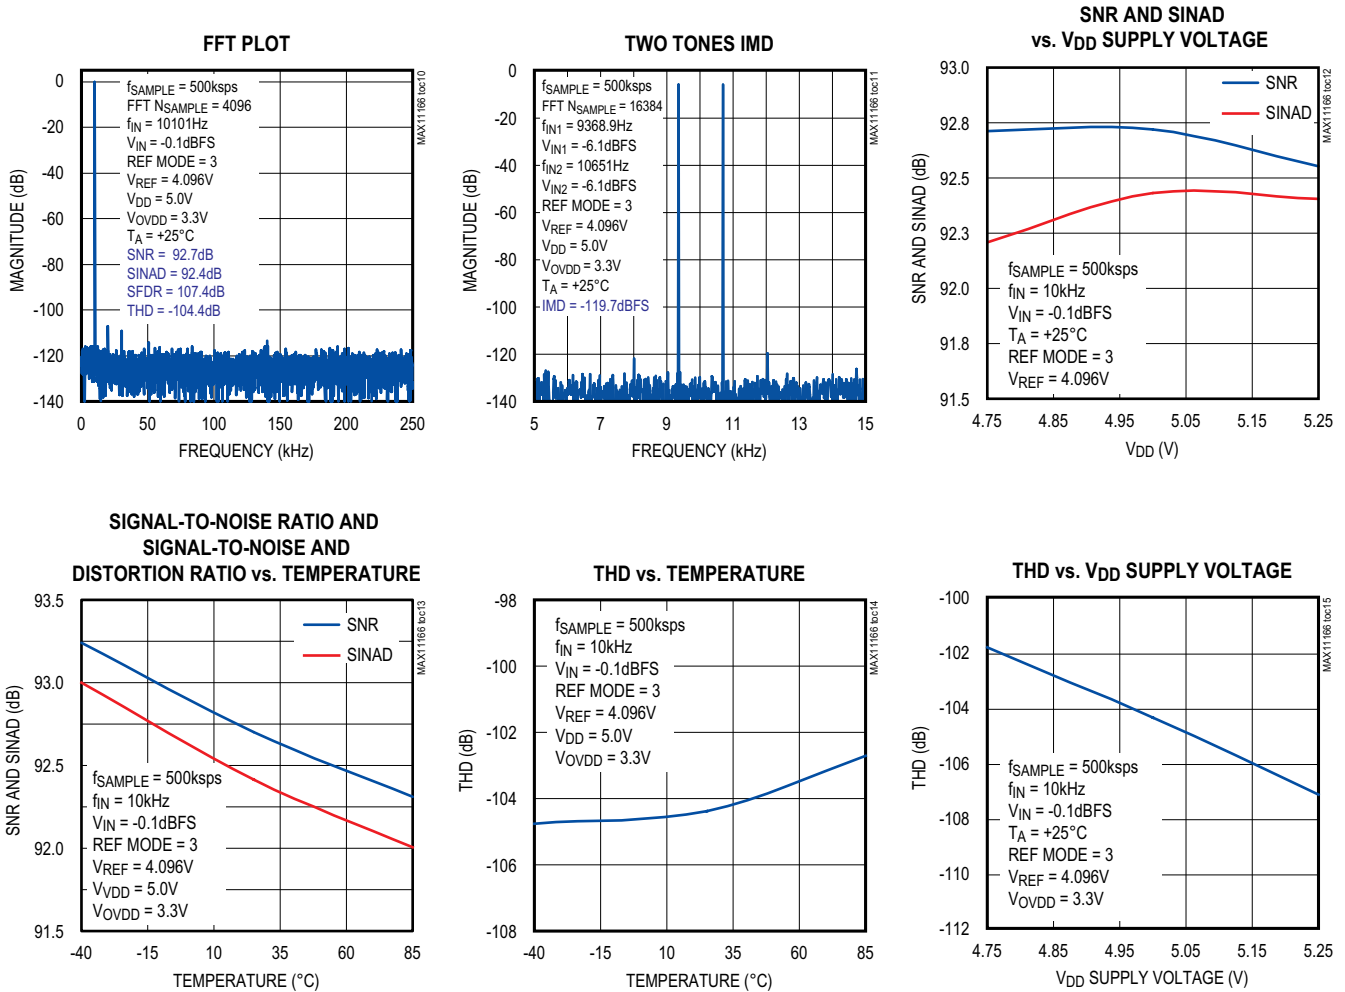 FFT PLOT
MAGNITUDE (dB)
0
-20
-40
-60
-80
-100
-120
-140
fSAMPLE = 500ksps
FFT NSAMPLE = 4096
fIN = 10101Hz
VIN = -0.1dBFS
REF MODE = 3
VREF = 4.096V
VDD = 5.0V
VOVDD = 3.3V
TA = +25°C
SNR = 92.7dB
SINAD = 92.4dB
SFDR = 107.4dB
THD = -104.4dB
0 50 100 150 200 250
FREQUENCY (kHz)
MAX11166 toc10
TWO TONES IMD
MAGNITUDE (dB)
0
-20
-40
-60
-80
-100
-120
-140
fSAMPLE = 500ksps
FFT NSAMPLE = 16384
fIN1 = 9368.9Hz
VIN1 = -6.1dBFS
fIN2 = 10651Hz
VIN2 = -6.1dBFS
REF MODE = 3
VREF = 4.096V
VDD = 5.0V
VOVDD = 3.3V
TA = +25°C
IMD = -119.7dBFS
5 7 9 11 13 15
FREQUENCY (kHz)
MAX11166 toc11
SNR AND SINAD
vs. VDD SUPPLY VOLTAGE
SNR AND SINAD (dB)
93.0
92.8
92.5
92.3
92.0
91.8
91.5
SNR
SINAD
fSAMPLE = 500ksps
fIN = 10kHz
VIN = -0.1dBFS
TA = +25°C
REF MODE = 3
VREF = 4.096V
4.75 4.85 4.95 5.05 5.15 5.25
VDD (V)
MAX11166 toc12
SIGNAL-TO-NOISE RATIO AND
SIGNAL-TO-NOISE AND
DISTORTION RATIO vs. TEMPERATURE
SNR AND SINAD (dB)
93.5
93.0
92.5
92.0
91.5
SNR
SINAD
fSAMPLE = 500ksps
fIN = 10kHz
VIN = -0.1dBFS
REF MODE = 3
VREF = 4.096V
VVDD = 5.0V
VOVDD = 3.3V
-40 -15 10 35 60 85
TEMPERATURE (°C)
MAX11166 toc13
THD vs. TEMPERATURE
THD (dB)
-98
-100
-102
-104
-106
-108
fSAMPLE = 500ksps
fIN = 10kHz
VIN = -0.1dBFS
REF MODE = 3
VREF = 4.096V
VDD = 5.0V
VOVDD = 3.3V
-40 -15 10 35 60 85
TEMPERATURE (°C)
MAX11166 toc14
THD vs. VDD SUPPLY VOLTAGE
THD (dB)
-100
-102
-104
-106
-108
-110
-112
fSAMPLE = 500ksps
fIN = 10kHz
VIN = -0.1dBFS
TA = +25°C
REF MODE = 3
VREF = 4.096V
VOVDD = 3.3V
4.75 4.85 4.95 5.05 5.15 5.25
VDD SUPPLY VOLTAGE (V)
MAX11166 toc15